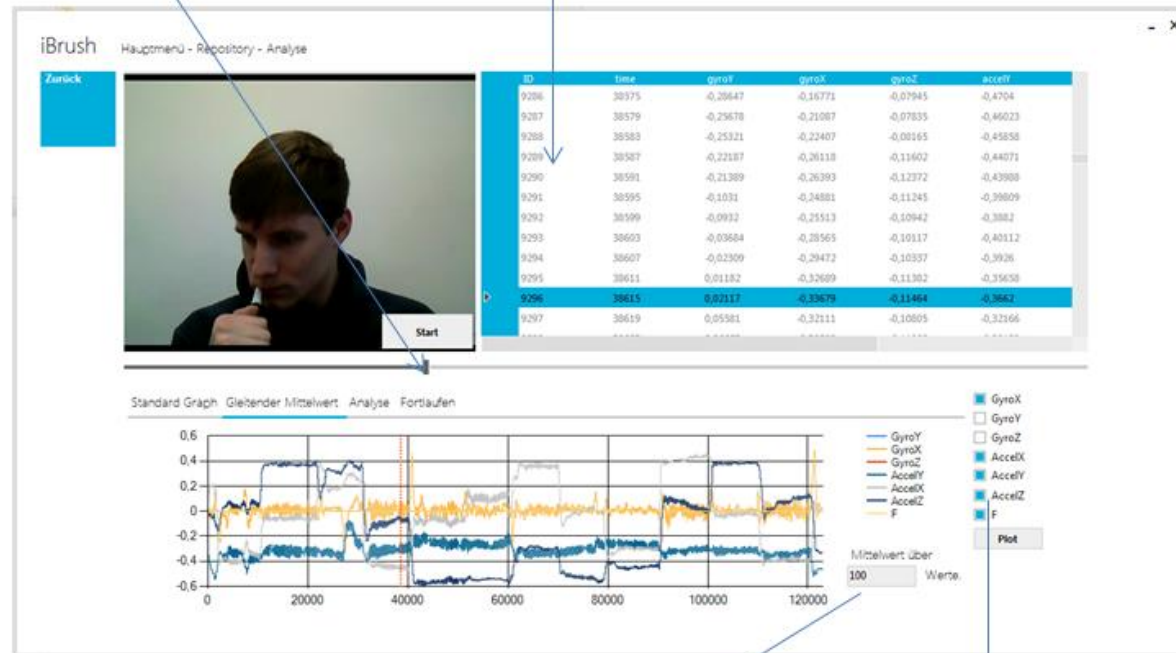 iBrush Hauptmenü - Repository - Analyse
Zurück
Start
ID time gyroY gyroX gyroZ accelY
9286 38375 -0,28647 -0,16771 -0,07945 -0,4704
9287 38579 -0,25678 -0,21087 -0,07835 -0,46023
9288 38583 -0,25321 -0,22407 -0,08165 -0,45858
9289 38587 -0,22187 -0,26118 -0,11602 -0,44071
9290 38591 -0,21389 -0,26393 -0,12372 -0,43988
9291 38595 -0,1031 -0,24881 -0,11245 -0,39809
9292 38599 -0,0932 -0,25513 -0,10942 -0,3882
9293 38603 -0,03684 -0,28565 -0,10117 -0,40112
9294 38607 -0,02309 -0,29472 -0,10337 -0,3926
9295 38611 0,01182 -0,32689 -0,11382 -0,35658
9296 38615 0,02117 -0,33679 -0,11464 -0,3662
9297 38619 0,05581 -0,32111 -0,10805 -0,32166
Standard Graph Gleitender Mittelwert Analyse Fortlaufen
0,6
0,4
0,2
0
-0,2
-0,4
-0,6
0 20000 40000 60000 80000 100000 120000
GyroY
GyroX
GyroZ
AccelY
AccelX
AccelZ
F
GyroX
GyroY
GyroZ
AccelX
AccelY
AccelZ
F
Plot
Mittelwert über
100 Werte.